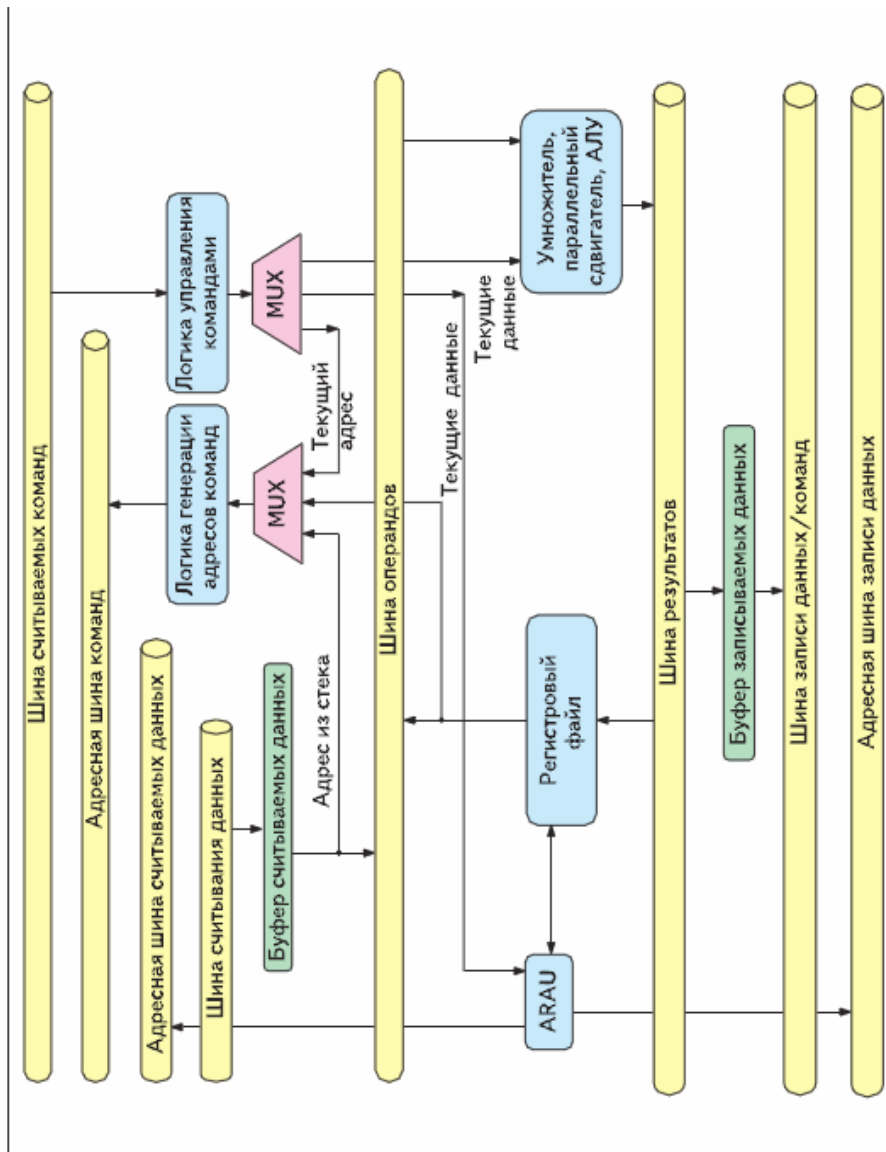 Шина считываемых команд
Адресная шина команд
Адресная шина считываемых данных
Шина считывания данных
Логика генерации
адресов команд
Логика управления
командами
Буфер считываемых данных
MUX
MUX
Адрес из стека
Текущий
адрес
Шина операндов
Текущие данные
Текущие
данные
ARAU
Регистровый
файл
Умножитель,
параллельный
сдвигатель, АЛУ
Шина результатов
Буфер записываемых данных
Шина записи данных/команд
Адресная шина записи данных